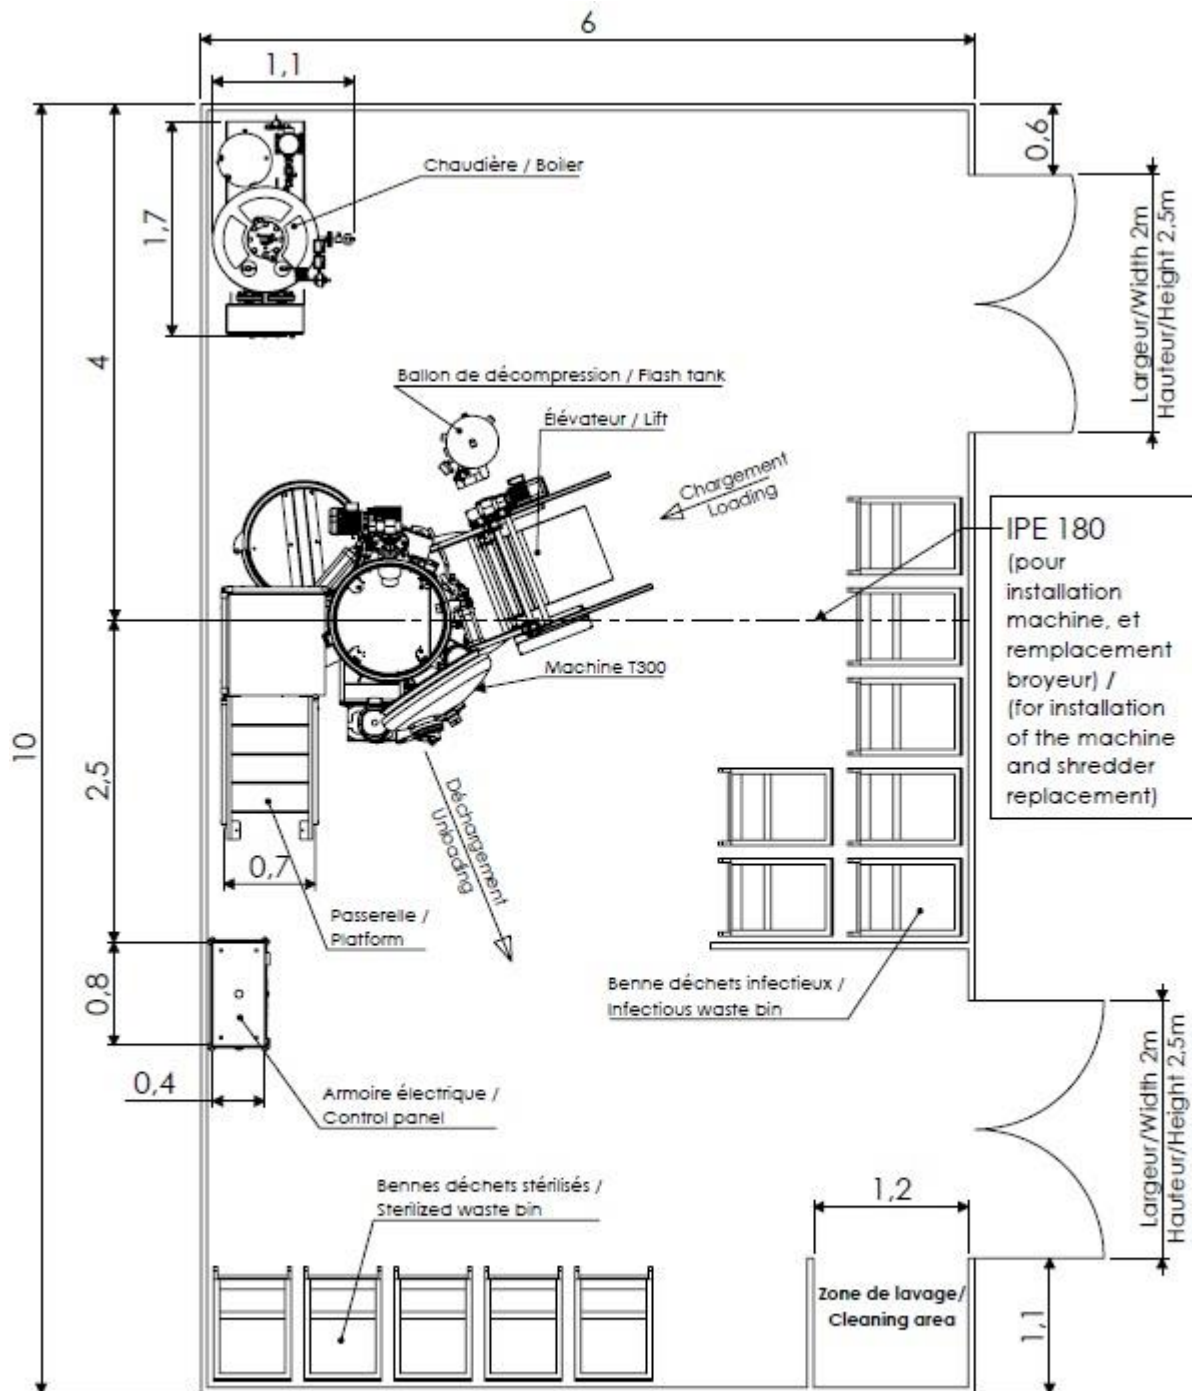 6
1,1
0,6
Chaudière / Boiler
1,7
Largeur/Width 2m
Hauteur/Height 2,5m
4
Ballon de décompression / Flash tank
Élévateur / Lift
Chargement
Loading
IPE 180
(pour
installation
machine, et
remplacement
broyeur) /
(for installation
of the machine
and shredder
replacement)
Machine T300
10
2,5
Déchargement
Unloading
0,7
Passerelle /
Platform
0,8
Benne déchets infectieux /
Infectious waste bin
0,4
Armoire électrique /
Control panel
Largeur/Width 2m
Hauteur/Height 2,5m
Bennes déchets stérilisés /
Sterilized waste bin
1,2
Zone de lavage/
Cleaning area
1,1